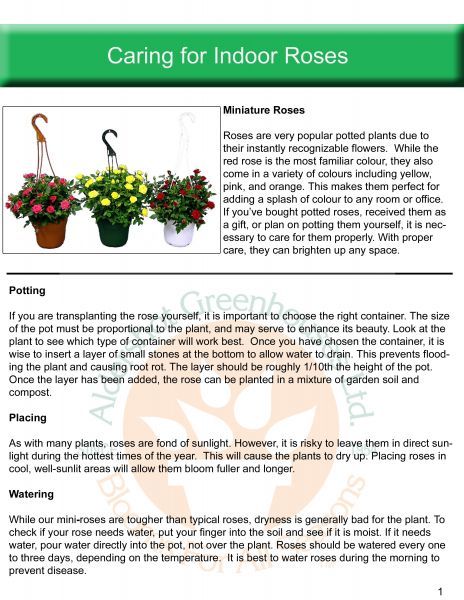 Caring for Indoor Roses
Miniature Roses
Roses are very popular potted plants due to
their instantly recognizable flowers.  While the
red rose is the most familiar colour, they also
come in a variety of colours including yellow,
pink, and orange. This makes them perfect for
adding a splash of colour to any room or office.
If you’ve bought potted roses, received them as
a gift, or plan on potting them yourself, it is nec-
essary to care for them properly. With proper
care, they can brighten up any space.
Potting
If you are transplanting the rose yourself, it is important to choose the right container. The size
of the pot must be proportional to the plant, and may serve to enhance its beauty. Look at the
plant to see which type of container will work best.  Once you have chosen the container, it is
wise to insert a layer of small stones at the bottom to allow water to drain. This prevents flood-
ing the plant and causing root rot. The layer should be roughly 1/10th the height of the pot.
Once the layer has been added, the rose can be planted in a mixture of garden soil and
compost.
Placing
As with many plants, roses are fond of sunlight. However, it is risky to leave them in direct sun-
light during the hottest times of the year.  This will cause the plants to dry up. Placing roses in
cool, well-sunlit areas will allow them bloom fuller and longer.
Watering
While our mini-roses are tougher than typical roses, dryness is generally bad for the plant. To
check if your rose needs water, put your finger into the soil and see if it is moist. If it needs
water, pour water directly into the pot, not over the plant. Roses should be watered every one
to three days, depending on the temperature.  It is best to water roses during the morning to
prevent disease.
1
Aldershot Greenhouses Ltd.